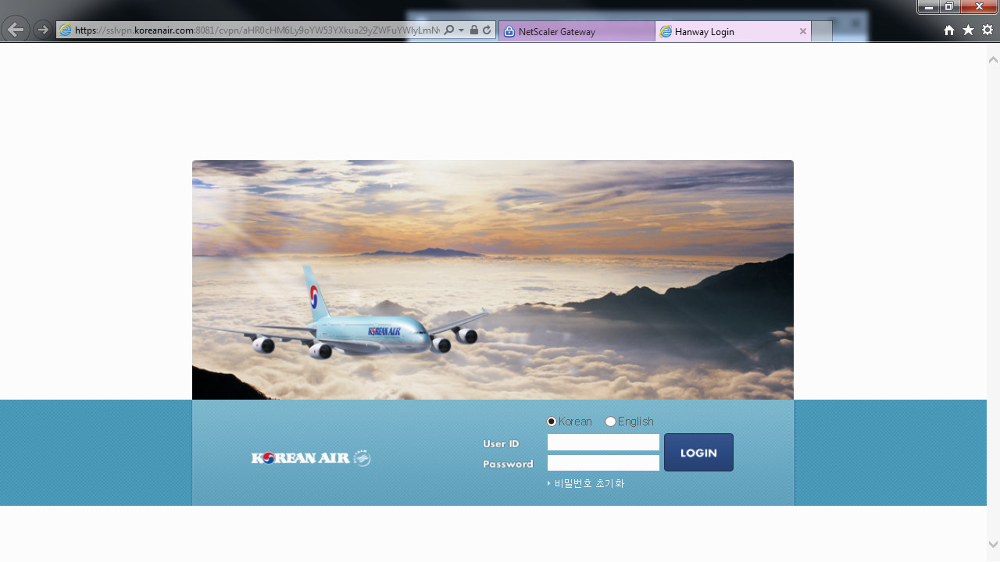 https://sslvpn.koreanair.com:8081/cvpn/
NetScaler Gateway
Hanway Login
KOREAN AIR
Korean
English
User ID
LOGIN
Password
비밀번호 초기화
KOREAN AIR